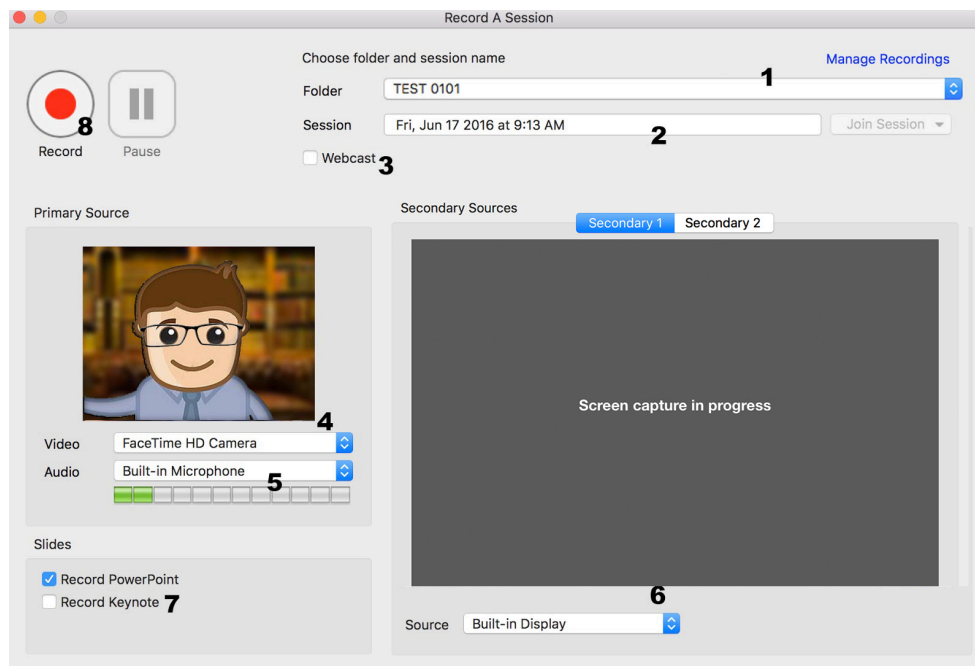 Record A Session
Choose folder and session name
Manage Recordings
1
Folder
TEST 0101
Session
Fri, Jun 17 2016 at 9:13 AM
2
Join Session
8
Record
Pause
Webcast
3
Primary Source
Secondary Sources
Secondary 1
Secondary 2
Screen capture in progress
4
Video
FaceTime HD Camera
Audio
Built-in Microphone
5
Slides
Record PowerPoint
Record Keynote
7
6
Source
Built-in Display